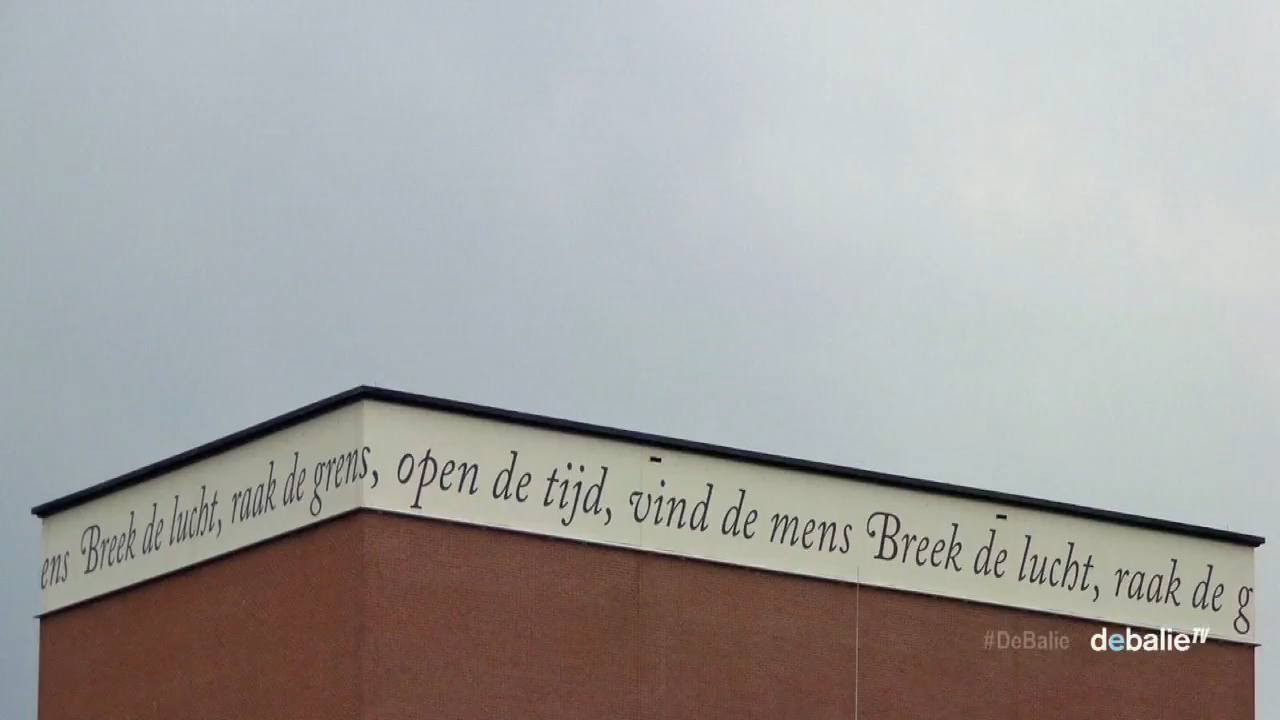 ens Breek de lucht, raak de grens, open de tijd, vind de mens Breek de lucht, raak de g
#DeBalie debalieTV